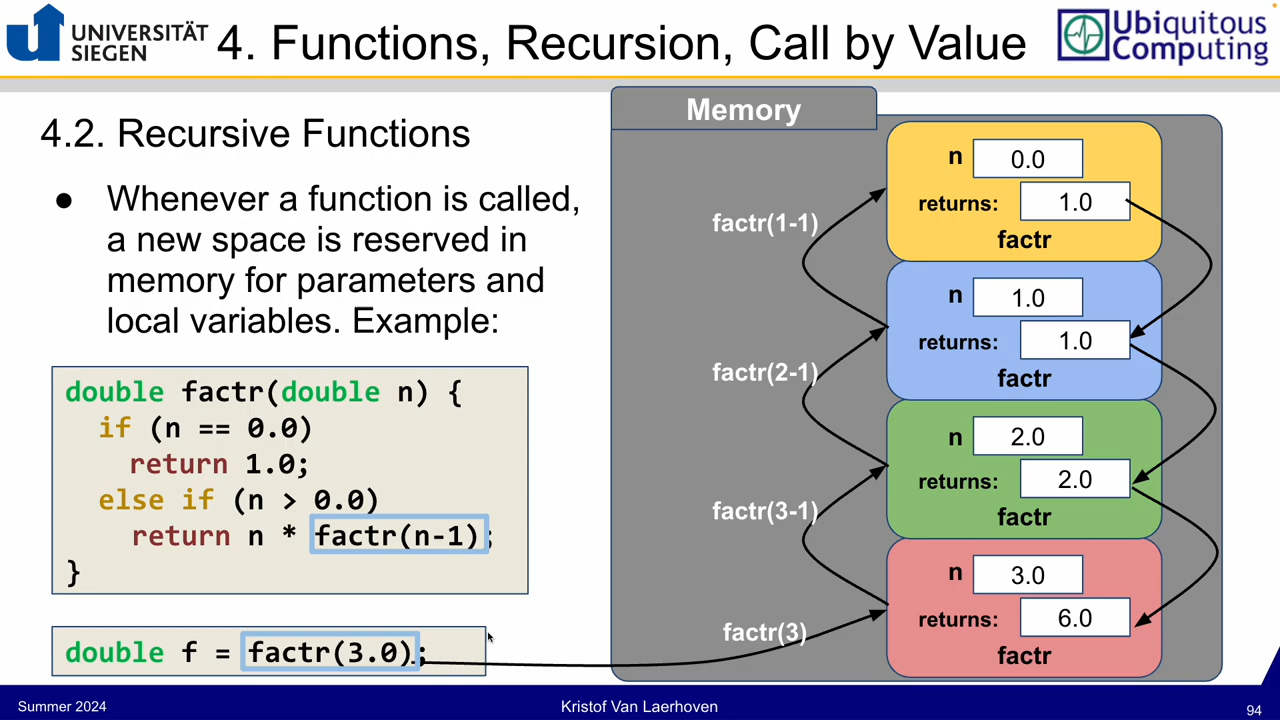 UNIVERSITÄT
SIEGEN
4. Functions, Recursion, Call by Value
Ubiquitous
Computing
4.2. Recursive Functions
● Whenever a function is called,
a new space is reserved in
memory for parameters and
local variables. Example:
double factr(double n) {
if (n == 0.0)
return 1.0;
else if (n > 0.0)
return n * factr(n-1);
}
double f = factr(3.0);
Memory
n 0.0
returns: 1.0
factr
factr(1-1)
n 1.0
returns: 1.0
factr
factr(2-1)
n 2.0
returns: 2.0
factr
factr(3-1)
n 3.0
returns: 6.0
factr
factr(3)
Summer 2024
Kristof Van Laerhoven
94